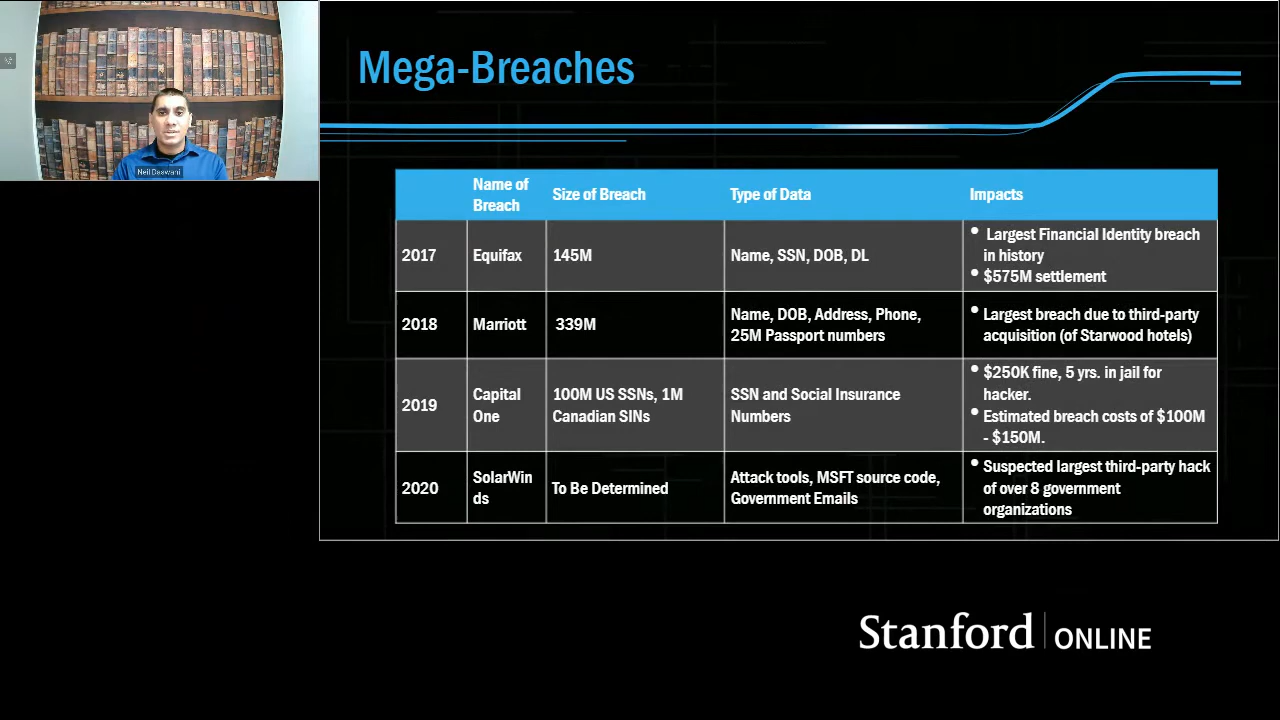 Neil Daswani
Mega-Breaches
Name of
Breach
Size of Breach
Type of Data
Impacts
2017
Equifax
145M
Name, SSN, DOB, DL
• Largest Financial Identity breach
in history
• $575M settlement
2018
Marriott
339M
Name, DOB, Address, Phone,
25M Passport numbers
• Largest breach due to third-party
acquisition (of Starwood hotels)
2019
Capital
One
100M US SSNs, 1M
Canadian SINs
SSN and Social Insurance
Numbers
• $250K fine, 5 yrs. in jail for
hacker.
• Estimated breach costs of $100M
- $150M.
2020
SolarWin
ds
To Be Determined
Attack tools, MSFT source code,
Government Emails
• Suspected largest third-party hack
of over 8 government
organizations
Stanford ONLINE